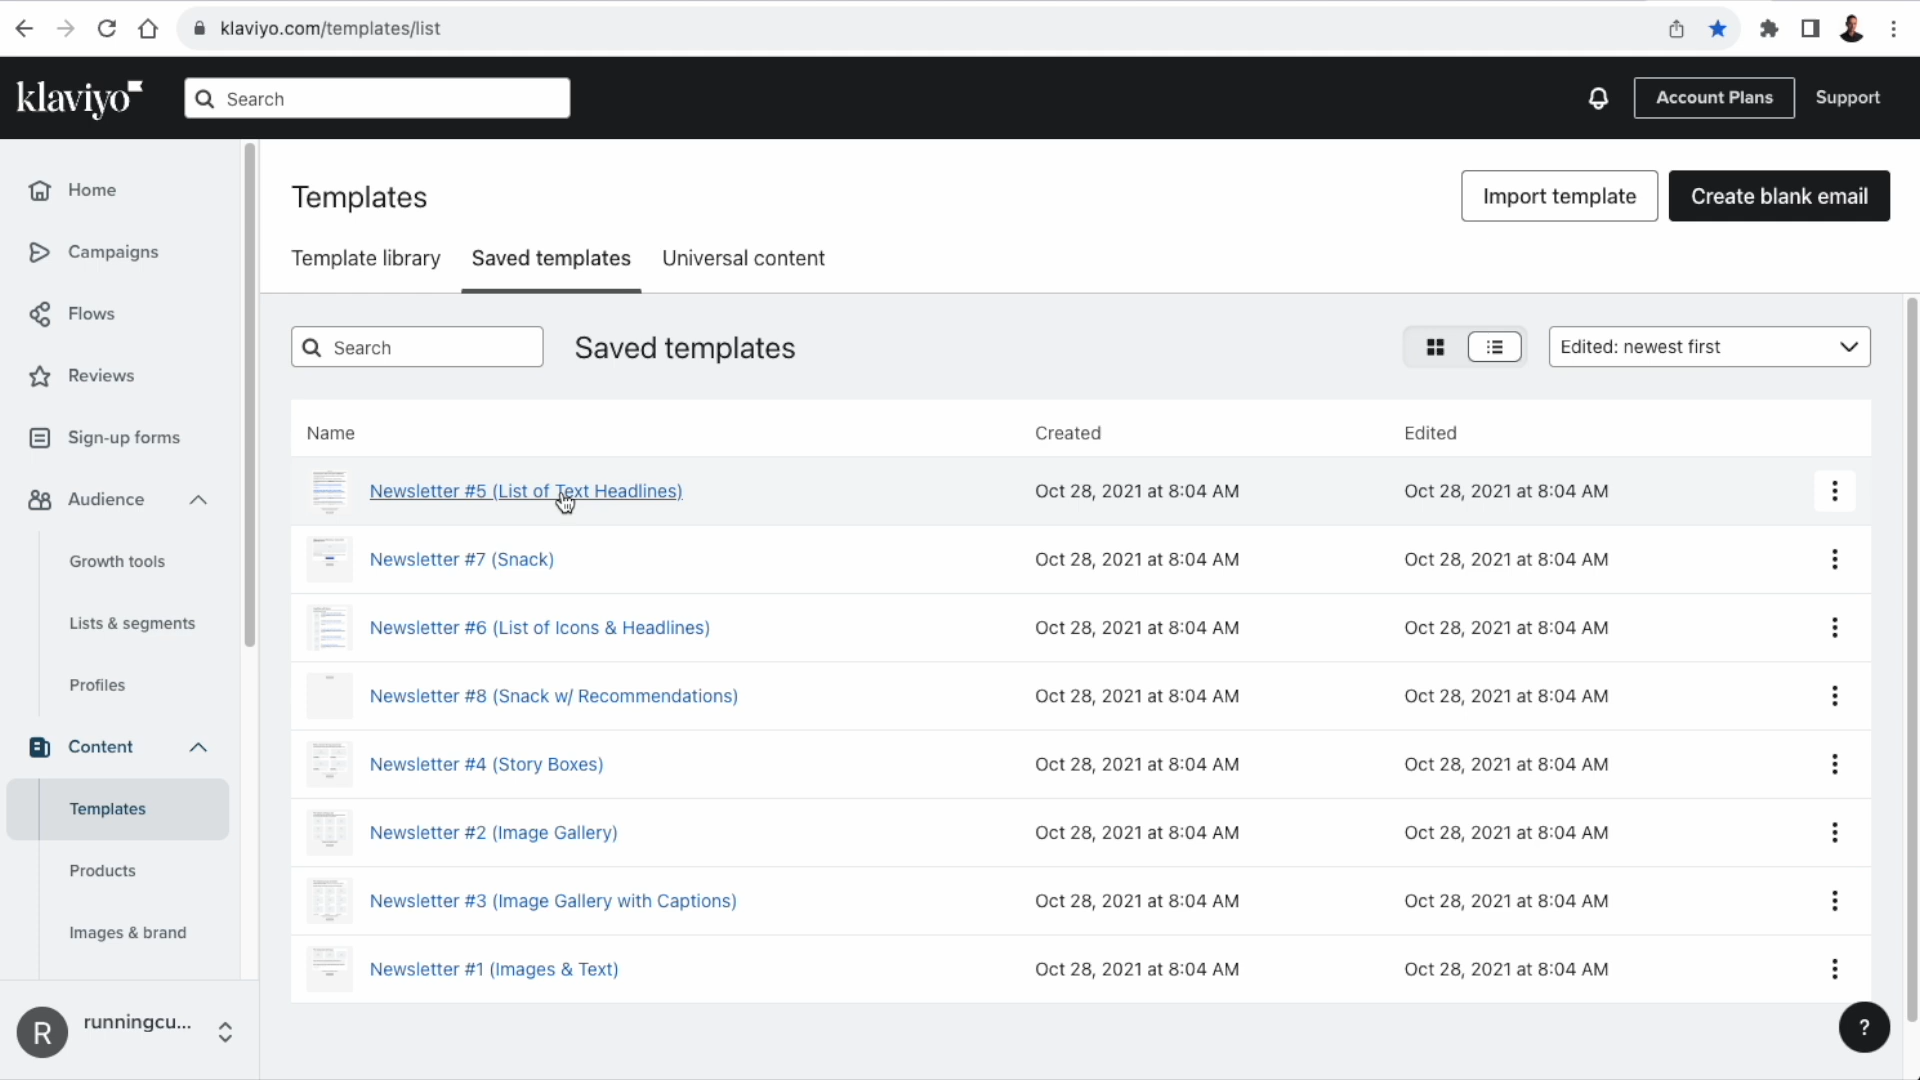 klaviyo.com/templates/list
klaviyo
Search
Account Plans
Support
Home
Campaigns
Flows
Reviews
Sign-up forms
Audience
Growth tools
Lists & segments
Profiles
Content
Templates
Products
Images & brand
R
runningcu...
Templates
Import template
Create blank email
Template library
Saved templates
Universal content
Search
Saved templates
Edited: newest first
Name Created Edited
Newsletter #5 (List of Text Headlines) Oct 28, 2021 at 8:04 AM Oct 28, 2021 at 8:04 AM
Newsletter #7 (Snack) Oct 28, 2021 at 8:04 AM Oct 28, 2021 at 8:04 AM
Newsletter #6 (List of Icons & Headlines) Oct 28, 2021 at 8:04 AM Oct 28, 2021 at 8:04 AM
Newsletter #8 (Snack w/ Recommendations) Oct 28, 2021 at 8:04 AM Oct 28, 2021 at 8:04 AM
Newsletter #4 (Story Boxes) Oct 28, 2021 at 8:04 AM Oct 28, 2021 at 8:04 AM
Newsletter #2 (Image Gallery) Oct 28, 2021 at 8:04 AM Oct 28, 2021 at 8:04 AM
Newsletter #3 (Image Gallery with Captions) Oct 28, 2021 at 8:04 AM Oct 28, 2021 at 8:04 AM
Newsletter #1 (Images & Text) Oct 28, 2021 at 8:04 AM Oct 28, 2021 at 8:04 AM
?